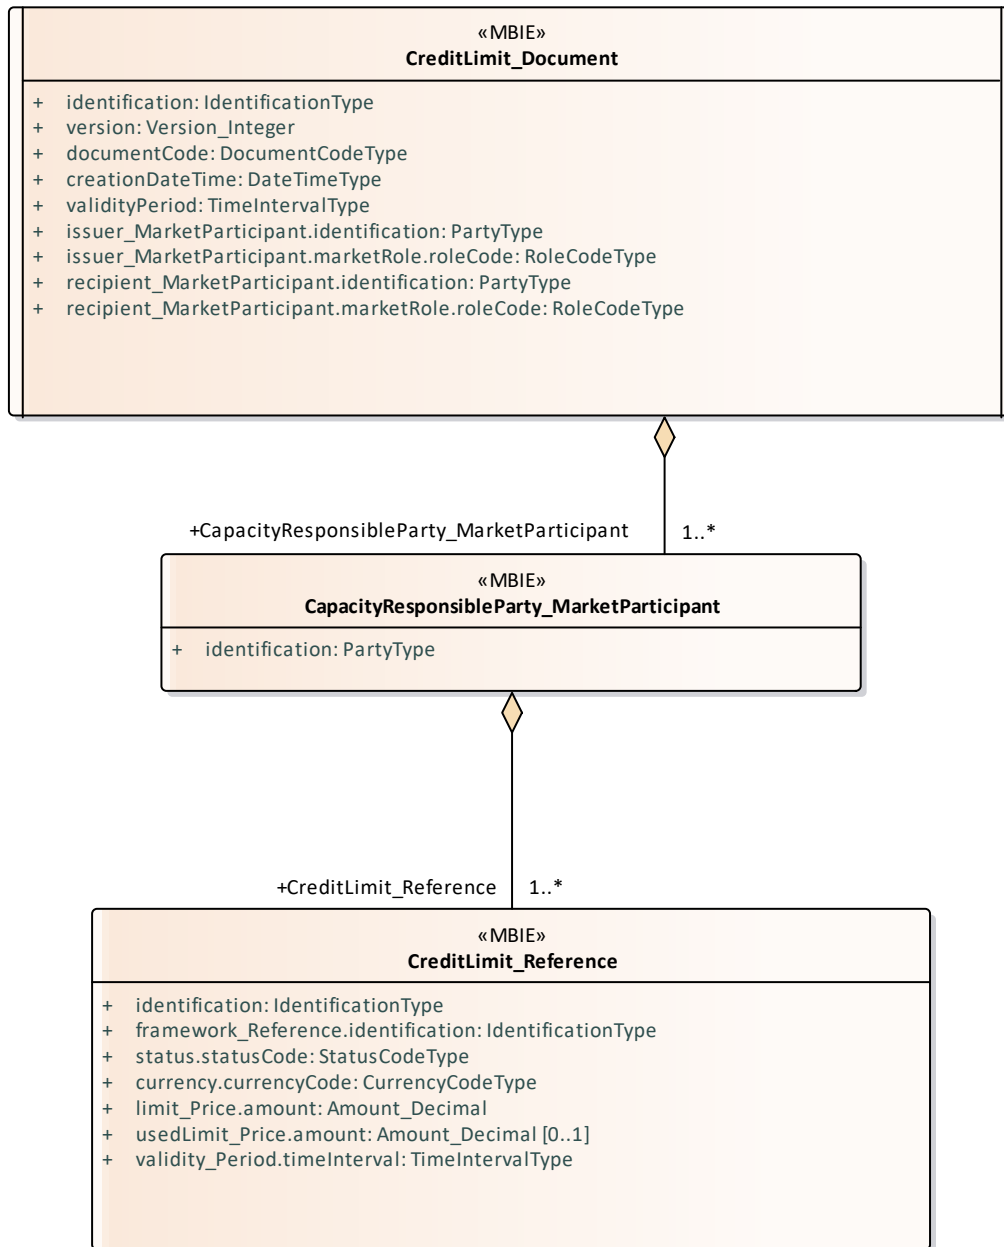 «MBIE»
CreditLimit_Document
+ identification: IdentificationType
+ version: Version_Integer
+ documentCode: DocumentCodeType
+ creationDateTime: DateTimeType
+ validityPeriod: TimeIntervalType
+ issuer_MarketParticipant.identification: PartyType
+ issuer_MarketParticipant.marketRole.roleCode: RoleCodeType
+ recipient_MarketParticipant.identification: PartyType
+ recipient_MarketParticipant.marketRole.roleCode: RoleCodeType
+CapacityResponsibleParty_MarketParticipant 1..*
«MBIE»
CapacityResponsibleParty_MarketParticipant
+ identification: PartyType
+CreditLimit_Reference 1..*
«MBIE»
CreditLimit_Reference
+ identification: IdentificationType
+ framework_Reference.identification: IdentificationType
+ status.statusCode: StatusCodeType
+ currency.currencyCode: CurrencyCodeType
+ limit_Price.amount: Amount_Decimal
+ usedLimit_Price.amount: Amount_Decimal [0..1]
+ validity_Period.timeInterval: TimeIntervalType